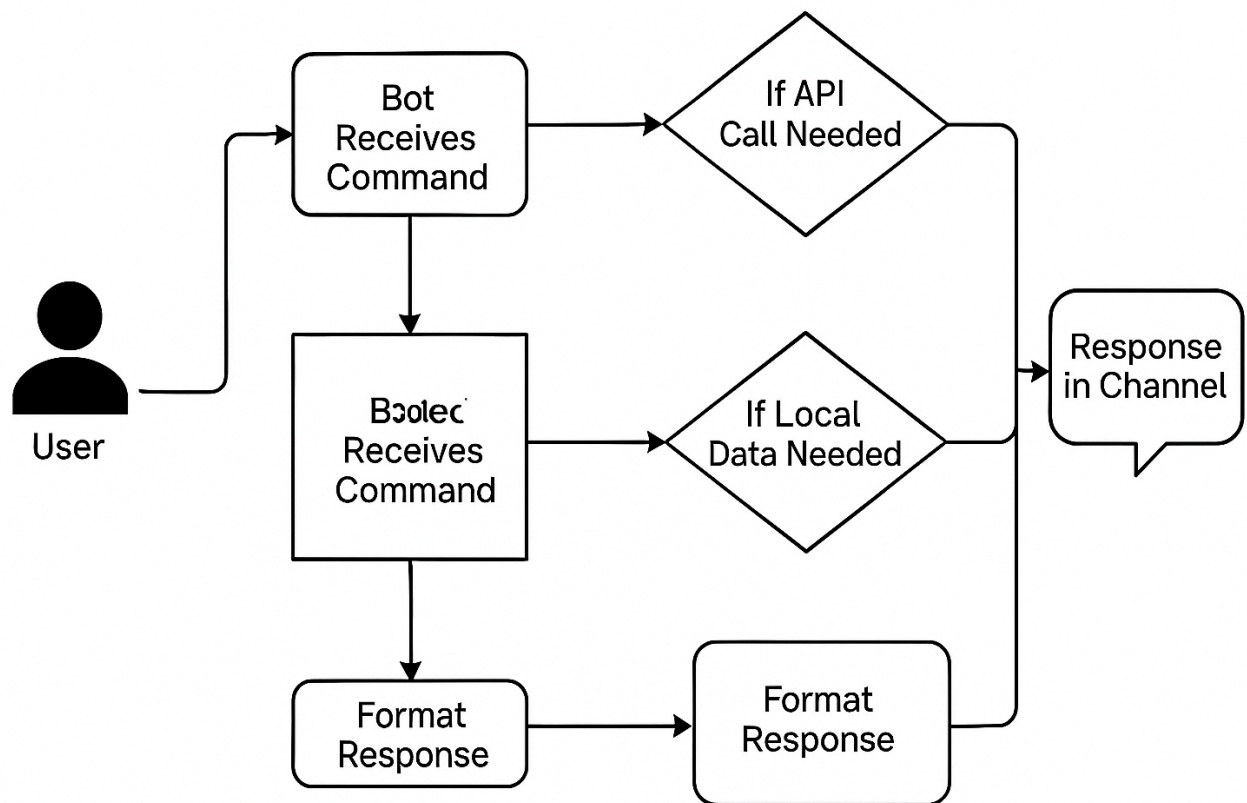 Bot
Receives
Command
If API
Call Needed
User
Receives
Command
If Local
Data Needed
Response
in Channel
Format
Response
Format
Response